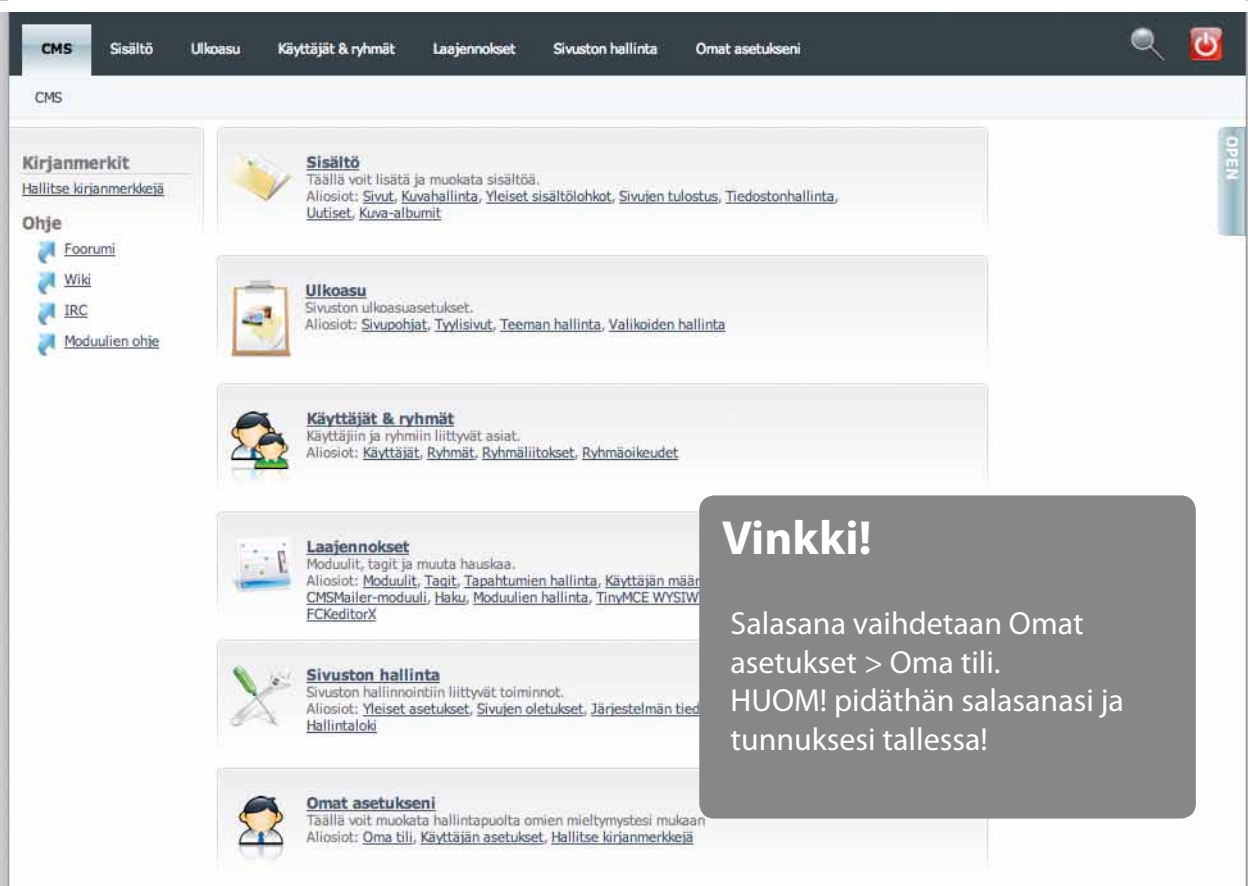 CMS Sisältö Ulkoasu Käyttäjät & ryhmät Laajennokset Sivuston hallinta Omat asetukseni
CMS
OPEN
Kirjanmerkit
Hallitse kirjanmerkkejä
Ohje
Foorumi
Wiki
IRC
Moduulien ohje
Sisältö
Täällä voit lisätä ja muokata sisältöä.
Aliosiot: Sivut, Kuvahallinta, Yleiset sisältölohkot, Sivujen tulostus, Tiedostonhallinta,
Uutiset, Kuva-albumit
Ulkoasu
Sivuston ulkoasuasetukset.
Aliosiot: Sivupohjat, Tyylisivut, Teeman hallinta, Valikoiden hallinta
Käyttäjät & ryhmät
Käyttäjiin ja ryhmiin liittyvät asiat.
Aliosiot: Käyttäjät, Ryhmät, Ryhmäliitokset, Ryhmäoikeudet
Laajennokset
Moduulit, tagit ja muuta hauskaa.
Aliosiot: Moduulit, Tagit, Tapahtumien hallinta, Käyttäjän
CMSMailer-moduuli, Haku, Moduulien hallinta, TinyMCE
FCKeditorX
Sivuston hallinta
Sivuston hallinnointiin liittyvät toiminnot.
Aliosiot: Yleiset asetukset, Sivujen oletukset, Järjestelmän
Hallintaloki
Omat asetukseni
Täällä voit muokata hallintapuolta omien mieltymystesi mukaan
Aliosiot: Oma tili, Käyttäjän asetukset, Hallitse kirjanmerkkejä
Vinkki!
Salasana vaihdetaan Omat
asetukset > Oma tili.
HUOM! pidäthän salasanasi ja
tunnuksesi tallessa!